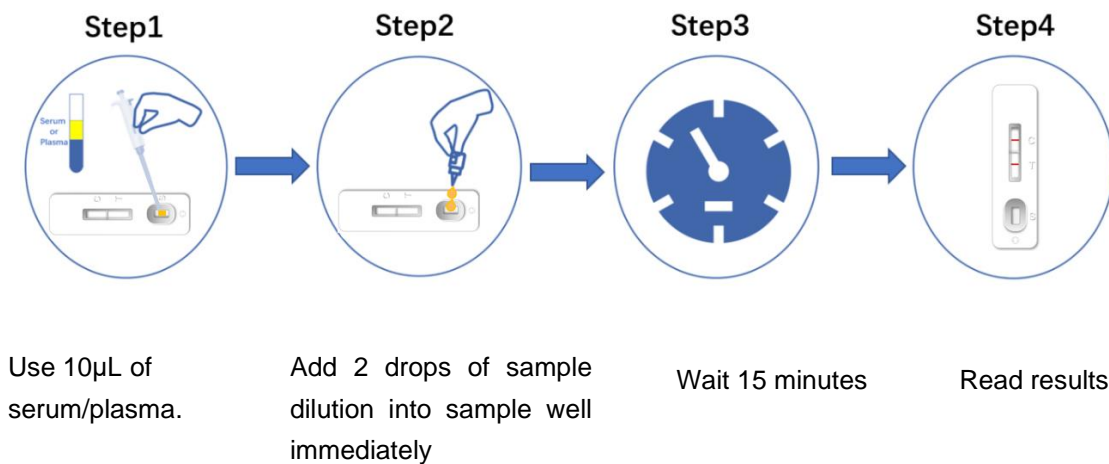 Step1
Step2
Step3
Step4
Serum
or
Plasma
C
T
S
C
T
C
T
S
Use 10µL of
serum/plasma.
Add 2 drops of sample
dilution into sample well
immediately
Wait 15 minutes
Read results